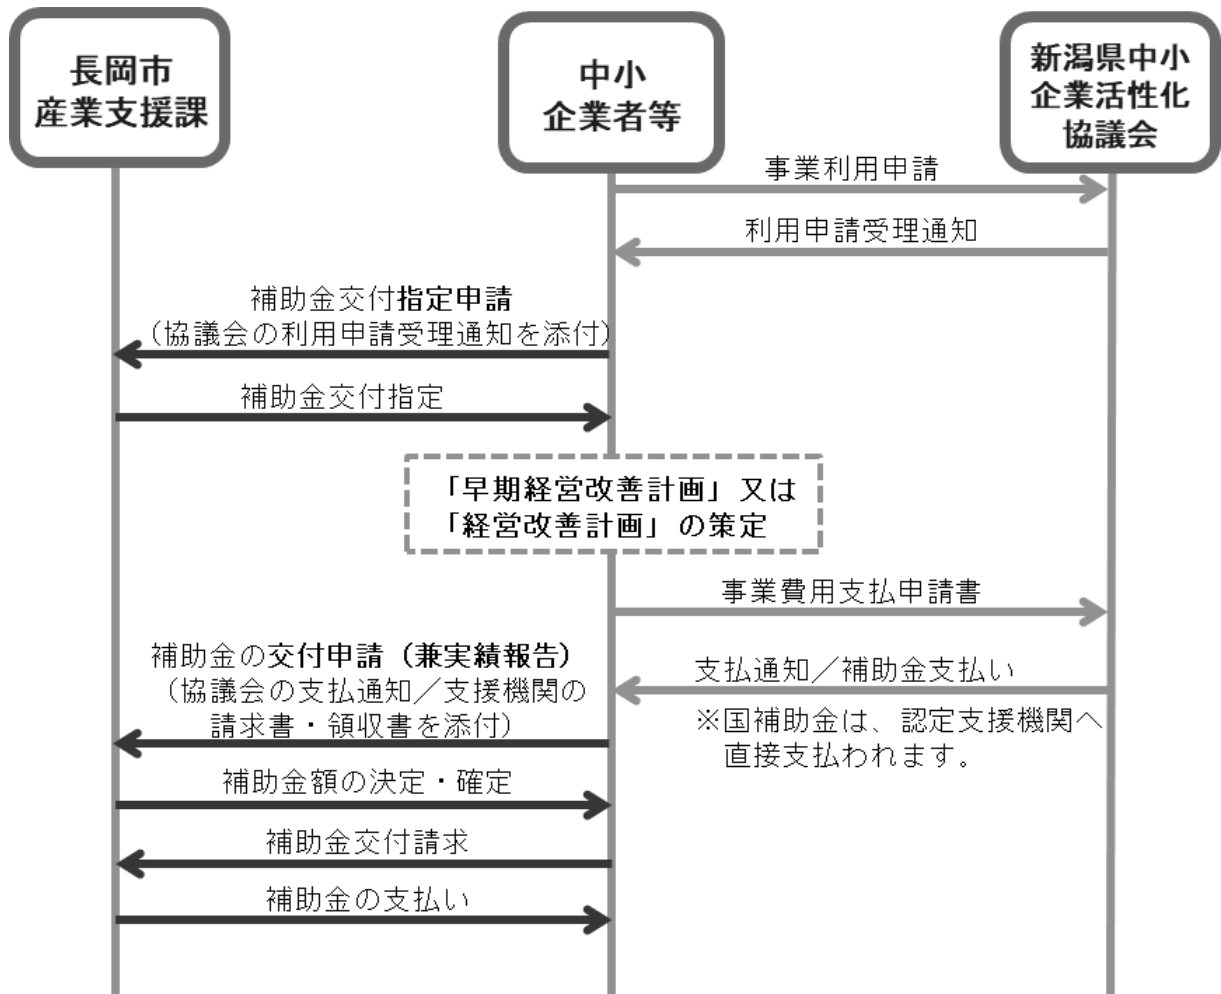 長岡市
産業支援課
中小
企業者等
新潟県中小
企業活性化
協議会
事業利用申請
利用申請受理通知
補助金交付指定申請
（協議会の利用申請受理通知を添付）
補助金交付指定
「早期経営改善計画」又は
「経営改善計画」の策定
事業費用支払申請書
補助金の交付申請（兼実績報告）
（協議会の支払通知／支援機関の
請求書・領収書を添付）
支払通知／補助金支払い
※国補助金は、認定支援機関へ
直接支払われます。
補助金額の決定・確定
補助金交付請求
補助金の支払い